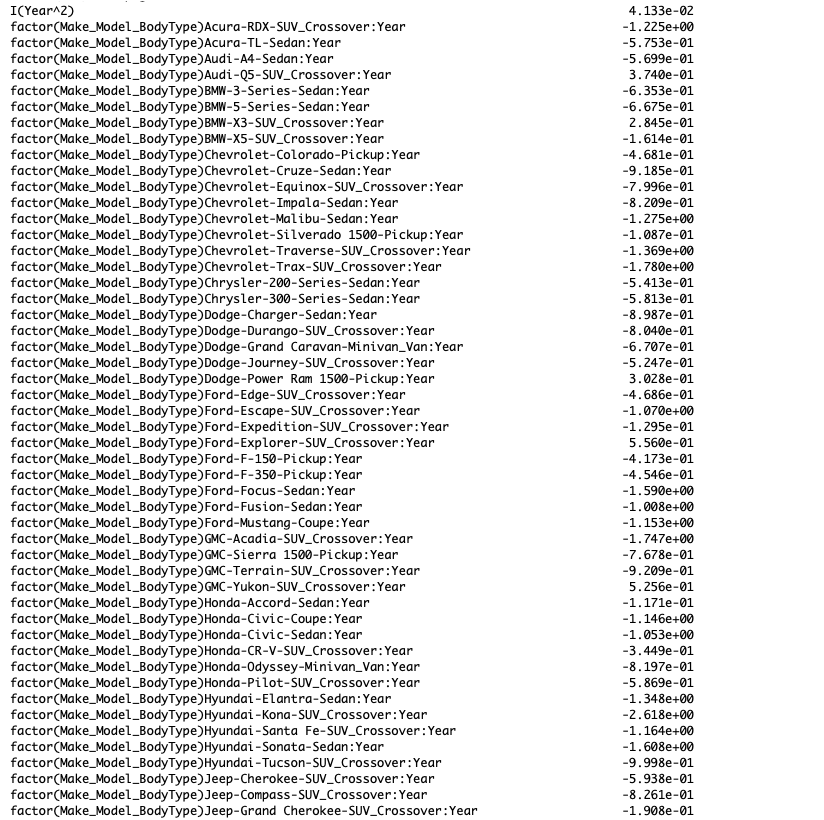 I(Year^2) 4.133e-02
factor(Make_Model_BodyType)Acura-RDX-SUV_Crossover:Year -1.225e+00
factor(Make_Model_BodyType)Acura-TL-Sedan:Year -5.753e-01
factor(Make_Model_BodyType)Audi-A4-Sedan:Year -5.699e-01
factor(Make_Model_BodyType)Audi-Q5-SUV_Crossover:Year 3.740e-01
factor(Make_Model_BodyType)BMW-3-Series-Sedan:Year -6.353e-01
factor(Make_Model_BodyType)BMW-5-Series-Sedan:Year -6.675e-01
factor(Make_Model_BodyType)BMW-X3-SUV_Crossover:Year 2.845e-01
factor(Make_Model_BodyType)BMW-X5-SUV_Crossover:Year -1.614e-01
factor(Make_Model_BodyType)Chevrolet-Colorado-Pickup:Year -4.681e-01
factor(Make_Model_BodyType)Chevrolet-Cruze-Sedan:Year -9.185e-01
factor(Make_Model_BodyType)Chevrolet-Equinox-SUV_Crossover:Year -7.996e-01
factor(Make_Model_BodyType)Chevrolet-Impala-Sedan:Year -8.209e-01
factor(Make_Model_BodyType)Chevrolet-Malibu-Sedan:Year -1.275e+00
factor(Make_Model_BodyType)Chevrolet-Silverado 1500-Pickup:Year -1.087e-01
factor(Make_Model_BodyType)Chevrolet-Traverse-SUV_Crossover:Year -1.369e+00
factor(Make_Model_BodyType)Chevrolet-Trax-SUV_Crossover:Year -1.780e+00
factor(Make_Model_BodyType)Chrysler-200-Series-Sedan:Year -5.413e-01
factor(Make_Model_BodyType)Chrysler-300-Series-Sedan:Year -5.813e-01
factor(Make_Model_BodyType)Dodge-Charger-Sedan:Year -8.987e-01
factor(Make_Model_BodyType)Dodge-Durango-SUV_Crossover:Year -8.040e-01
factor(Make_Model_BodyType)Dodge-Grand Caravan-Minivan_Van:Year -6.707e-01
factor(Make_Model_BodyType)Dodge-Journey-SUV_Crossover:Year -5.247e-01
factor(Make_Model_BodyType)Dodge-Power Ram 1500-Pickup:Year 3.028e-01
factor(Make_Model_BodyType)Ford-Edge-SUV_Crossover:Year -4.686e-01
factor(Make_Model_BodyType)Ford-Escape-SUV_Crossover:Year -1.070e+00
factor(Make_Model_BodyType)Ford-Expedition-SUV_Crossover:Year -1.295e-01
factor(Make_Model_BodyType)Ford-Explorer-SUV_Crossover:Year 5.560e-01
factor(Make_Model_BodyType)Ford-F-150-Pickup:Year -4.173e-01
factor(Make_Model_BodyType)Ford-F-350-Pickup:Year -4.546e-01
factor(Make_Model_BodyType)Ford-Focus-Sedan:Year -1.590e+00
factor(Make_Model_BodyType)Ford-Fusion-Sedan:Year -1.008e+00
factor(Make_Model_BodyType)Ford-Mustang-Coupe:Year -1.153e+00
factor(Make_Model_BodyType)GMC-Acadia-SUV_Crossover:Year -1.747e+00
factor(Make_Model_BodyType)GMC-Sierra 1500-Pickup:Year -7.678e-01
factor(Make_Model_BodyType)GMC-Terrain-SUV_Crossover:Year -9.209e-01
factor(Make_Model_BodyType)GMC-Yukon-SUV_Crossover:Year 5.256e-01
factor(Make_Model_BodyType)Honda-Accord-Sedan:Year -1.171e-01
factor(Make_Model_BodyType)Honda-Civic-Coupe:Year -1.146e+00
factor(Make_Model_BodyType)Honda-Civic-Sedan:Year -1.053e+00
factor(Make_Model_BodyType)Honda-CR-V-SUV_Crossover:Year -3.449e-01
factor(Make_Model_BodyType)Honda-Odyssey-Minivan_Van:Year -8.197e-01
factor(Make_Model_BodyType)Honda-Pilot-SUV_Crossover:Year -5.869e-01
factor(Make_Model_BodyType)Hyundai-Elantra-Sedan:Year -1.348e+00
factor(Make_Model_BodyType)Hyundai-Kona-SUV_Crossover:Year -2.618e+00
factor(Make_Model_BodyType)Hyundai-Santa Fe-SUV_Crossover:Year -1.164e+00
factor(Make_Model_BodyType)Hyundai-Sonata-Sedan:Year -1.608e+00
factor(Make_Model_BodyType)Hyundai-Tucson-SUV_Crossover:Year -9.998e-01
factor(Make_Model_BodyType)Jeep-Cherokee-SUV_Crossover:Year -5.938e-01
factor(Make_Model_BodyType)Jeep-Compass-SUV_Crossover:Year -8.261e-01
factor(Make_Model_BodyType)Jeep-Grand Cherokee-SUV_Crossover:Year -1.908e-01